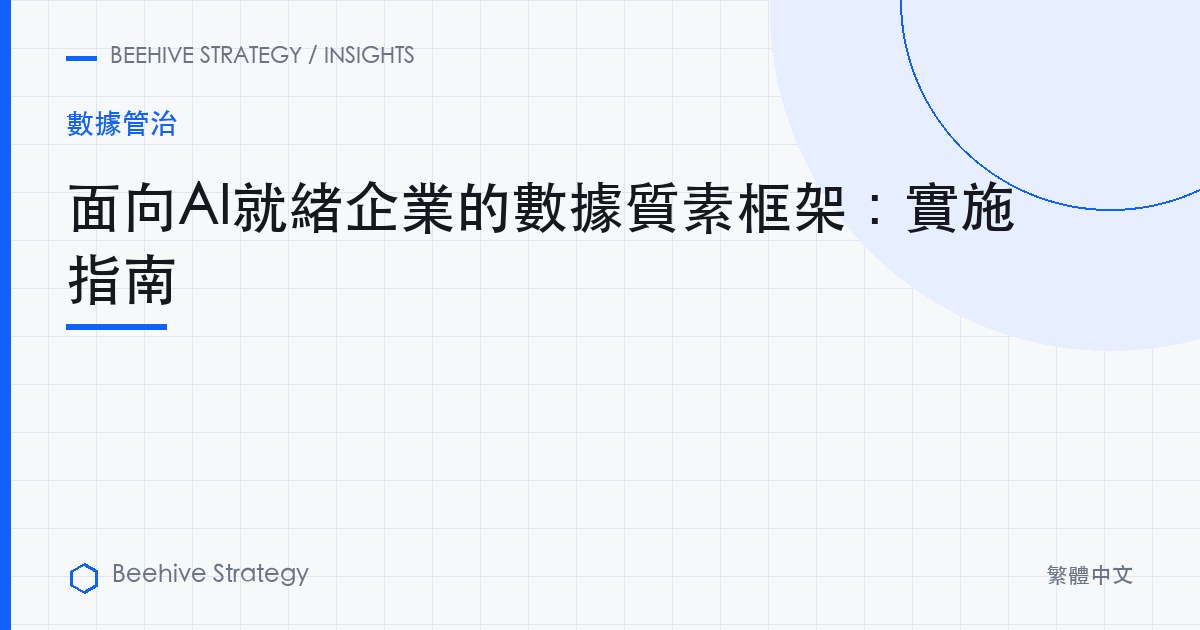 BEEHIVE STRATEGY / INSIGHTS
數據管治
面向AI就緒企業的數據質素框架：實施
指南
Beehive Strategy
繁體中文